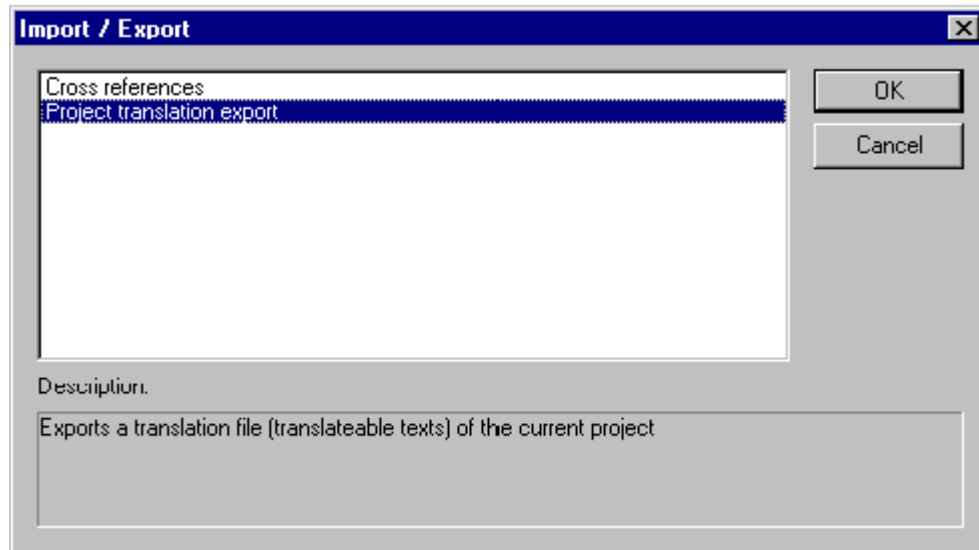 Import / Export
Cross references
Project translation export
OK
Cancel
Description:
Exports a translation file (translateable texts) of the current project